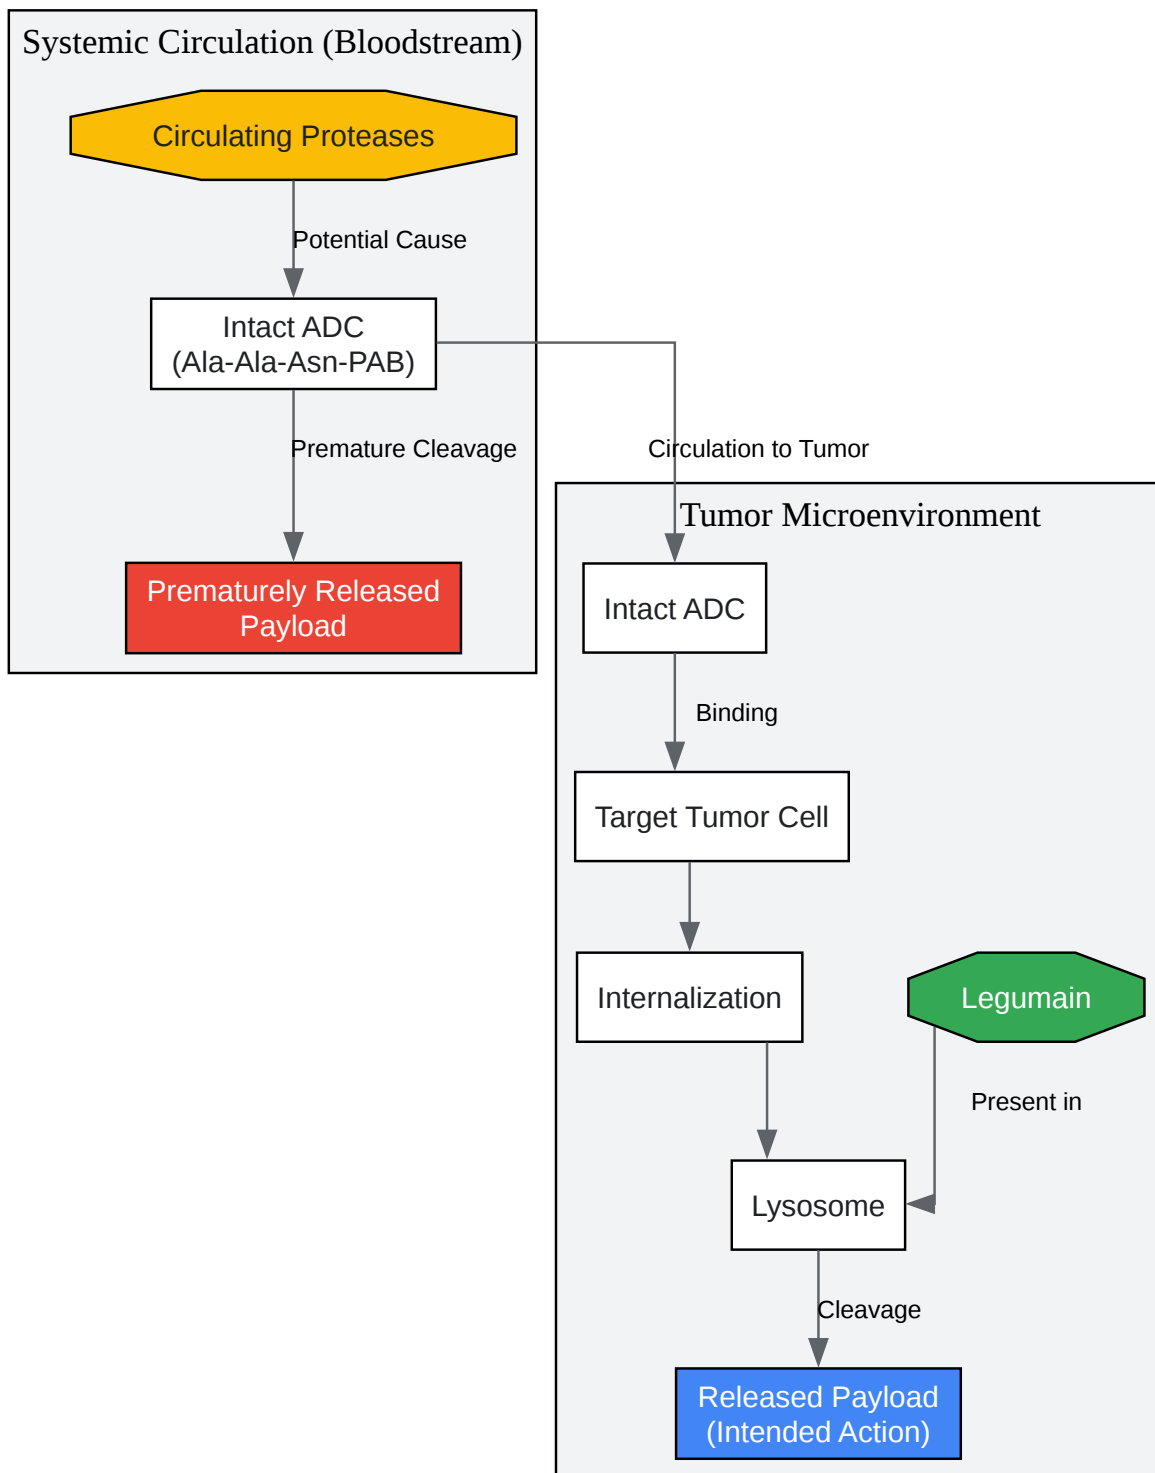 Systemic Circulation (Bloodstream)
Circulating Proteases
Potential Cause
Intact ADC
(Ala-Ala-Asn-PAB)
Premature Cleavage
Circulation to Tumor
Prematurely Released
Payload
Tumor Microenvironment
Intact ADC
Binding
Target Tumor Cell
Internalization
Legumain
Present in
Lysosome
Cleavage
Released Payload
(Intended Action)